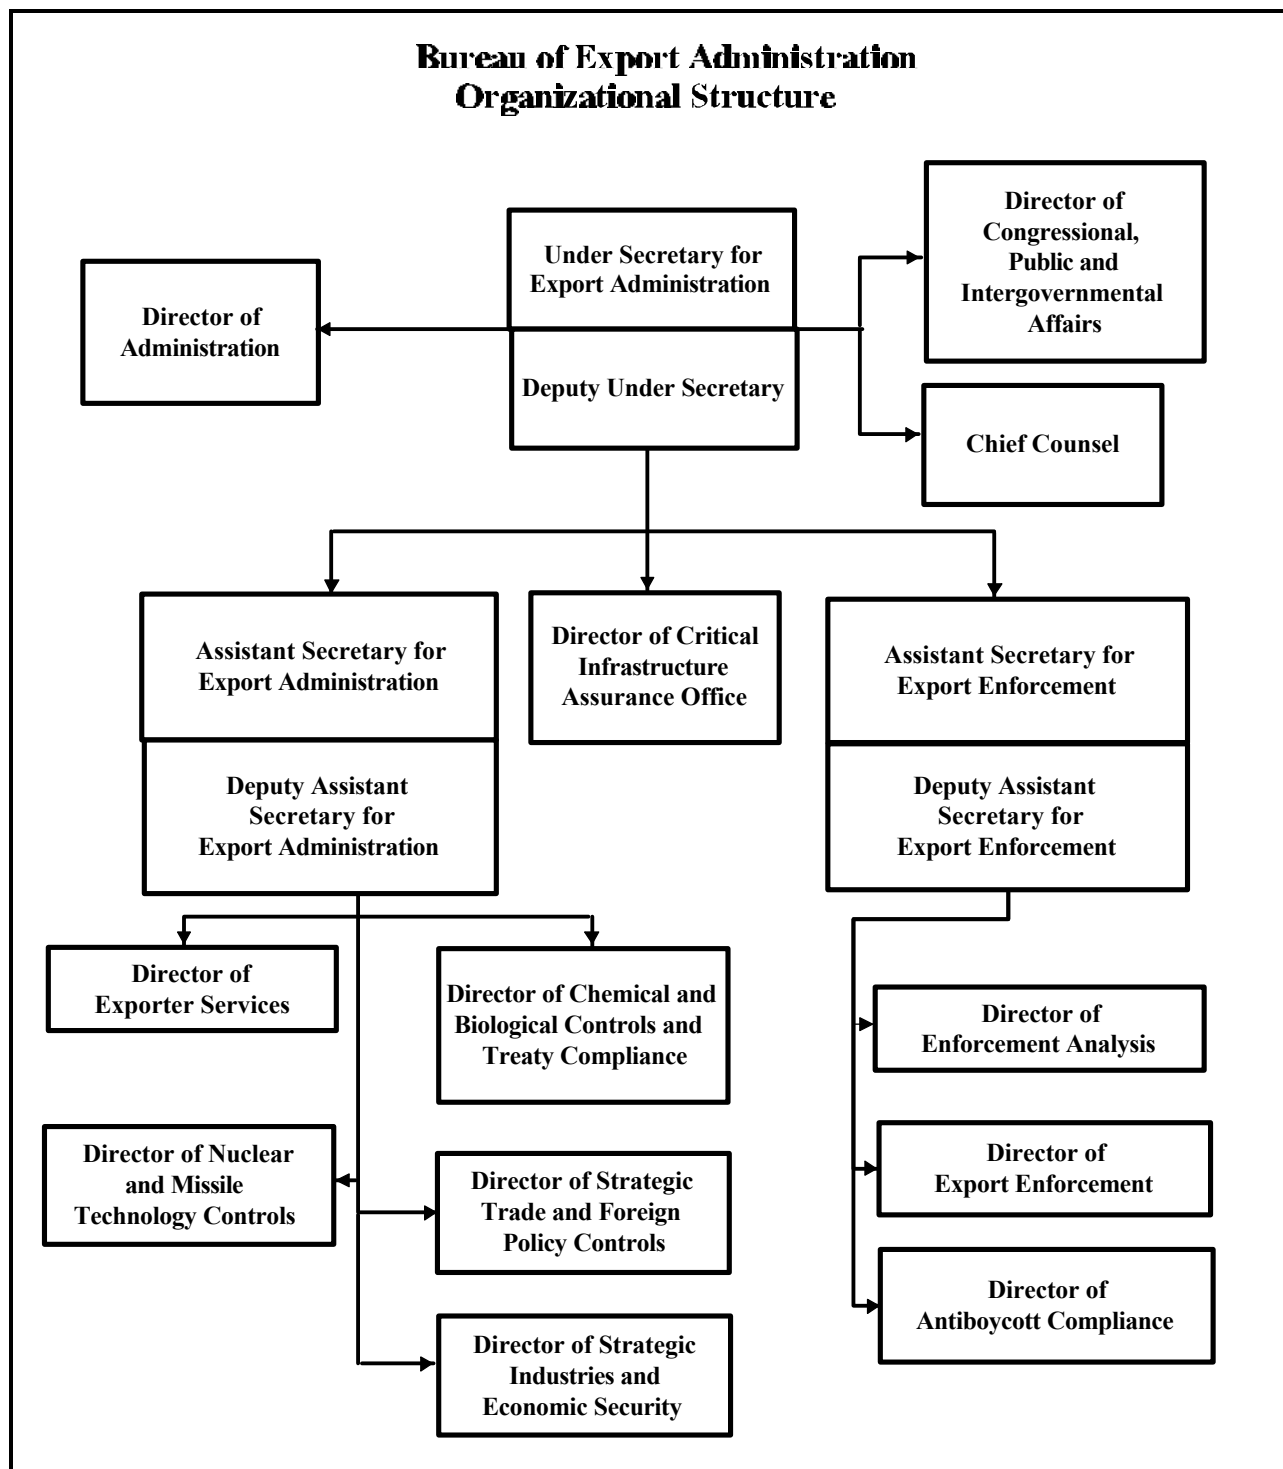 Bureau of Export Administration
Organizational Structure
Director of
Congressional,
Public and
Intergovernmental
Affairs
Under Secretary for
Export Administration
Director of
Administration
Deputy Under Secretary
Chief Counsel
Assistant Secretary for
Export Administration
Director of Critical
Infrastructure
Assurance Office
Assistant Secretary for
Export Enforcement
Deputy Assistant
Secretary for
Export Administration
Deputy Assistant
Secretary for
Export Enforcement
Director of
Exporter Services
Director of Chemical and
Biological Controls and
Treaty Compliance
Director of
Enforcement Analysis
Director of Nuclear
and Missile
Technology Controls
Director of Strategic
Trade and Foreign
Policy Controls
Director of
Export Enforcement
Director of
Antiboycott Compliance
Director of Strategic
Industries and
Economic Security